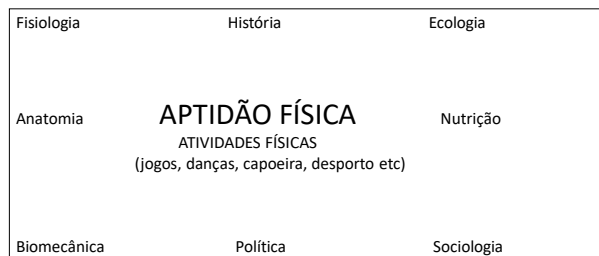 Fisiologia História Ecologia
Anatomia APTIDÃO FÍSICA Nutrição
ATIVIDADES FÍSICAS
(jogos, danças, capoeira, desporto etc)
Biomecânica Política Sociologia